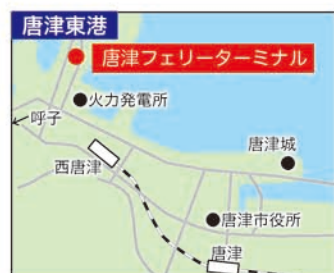 唐津東港
唐津フェリーターミナル
火力発電所
←呼子
西唐津
唐津城
唐津市役所
唐津